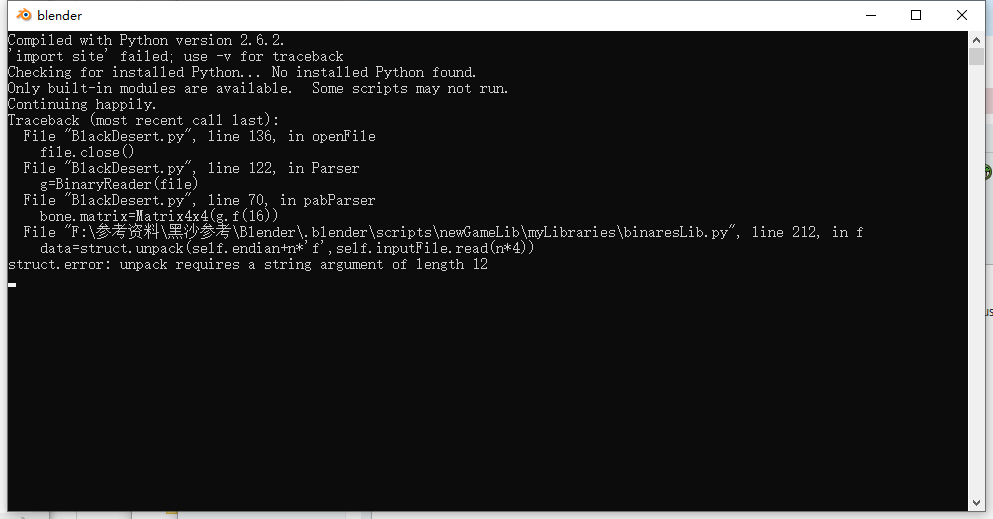 blender
Compiled with Python version 2.6.2.
'import site' failed; use -v for traceback
Checking for installed Python... No installed Python found.
Only built-in modules are available.  Some scripts may not run.
Continuing happily.
Traceback (most recent call last):
  File "BlackDesert.py", line 136, in openFile
    file.close()
  File "BlackDesert.py", line 122, in Parser
    g=BinaryReader(file)
  File "BlackDesert.py", line 70, in pabParser
    bone.matrix=Matrix4x4(g.f(16))
  File "F:\参考资料\黑沙参考\Blender\.blender\scripts\newGameLib\myLibraries\binaresLib.py", line 212, in f
    data=struct.unpack(self.endian+n*'f',self.inputFile.read(n*4))
struct.error: unpack requires a string argument of length 12
us